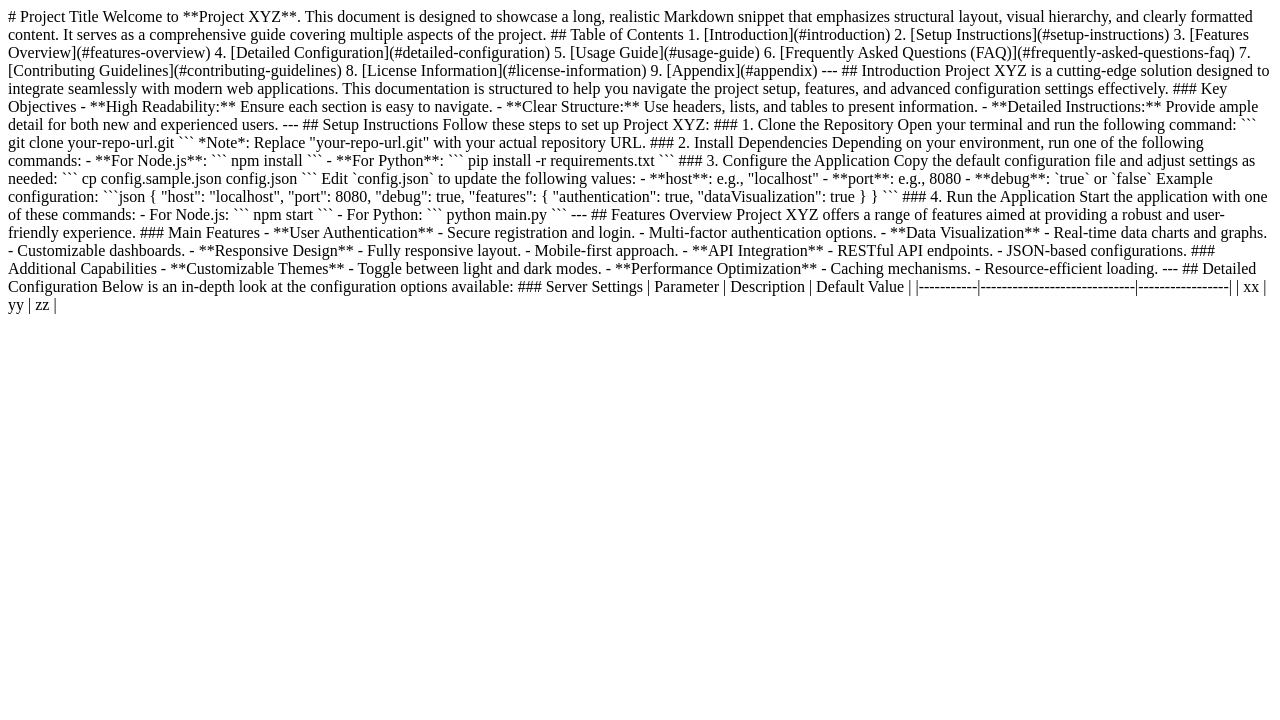 # Project Title Welcome to **Project XYZ**. This document is designed to showcase a long, realistic Markdown snippet that emphasizes structural layout, visual hierarchy, and clearly formatted
content. It serves as a comprehensive guide covering multiple aspects of the project. ## Table of Contents 1. [Introduction](#introduction) 2. [Setup Instructions](#setup-instructions) 3. [Features
Overview](#features-overview) 4. [Detailed Configuration](#detailed-configuration) 5. [Usage Guide](#usage-guide) 6. [Frequently Asked Questions (FAQ)](#frequently-asked-questions-faq) 7.
[Contributing Guidelines](#contributing-guidelines) 8. [License Information](#license-information) 9. [Appendix](#appendix) --- ## Introduction Project XYZ is a cutting-edge solution designed to
integrate seamlessly with modern web applications. This documentation is structured to help you navigate the project setup, features, and advanced configuration settings effectively. ### Key
Objectives - **High Readability:** Ensure each section is easy to navigate. - **Clear Structure:** Use headers, lists, and tables to present information. - **Detailed Instructions:** Provide ample
detail for both new and experienced users. --- ## Setup Instructions Follow these steps to set up Project XYZ: ### 1. Clone the Repository Open your terminal and run the following command: ```
git clone your-repo-url.git ``` *Note*: Replace "your-repo-url.git" with your actual repository URL. ### 2. Install Dependencies Depending on your environment, run one of the following
commands: - **For Node.js**: ``` npm install ``` - **For Python**: ``` pip install -r requirements.txt ``` ### 3. Configure the Application Copy the default configuration file and adjust settings as
needed: ``` cp config.sample.json config.json ``` Edit `config.json` to update the following values: - **host**: e.g., "localhost" - **port**: e.g., 8080 - **debug**: `true` or `false` Example
configuration: ```json { "host": "localhost", "port": 8080, "debug": true, "features": { "authentication": true, "dataVisualization": true } } ``` ### 4. Run the Application Start the application with one
of these commands: - For Node.js: ``` npm start ``` - For Python: ``` python main.py ``` --- ## Features Overview Project XYZ offers a range of features aimed at providing a robust and user-
friendly experience. ### Main Features - **User Authentication** - Secure registration and login. - Multi-factor authentication options. - **Data Visualization** - Real-time data charts and graphs.
- Customizable dashboards. - **Responsive Design** - Fully responsive layout. - Mobile-first approach. - **API Integration** - RESTful API endpoints. - JSON-based configurations. ###
Additional Capabilities - **Customizable Themes** - Toggle between light and dark modes. - **Performance Optimization** - Caching mechanisms. - Resource-efficient loading. --- ## Detailed
Configuration Below is an in-depth look at the configuration options available: ### Server Settings | Parameter | Description | Default Value | |-----------|-----------------------------|-----------------| | xx |
yy | zz |